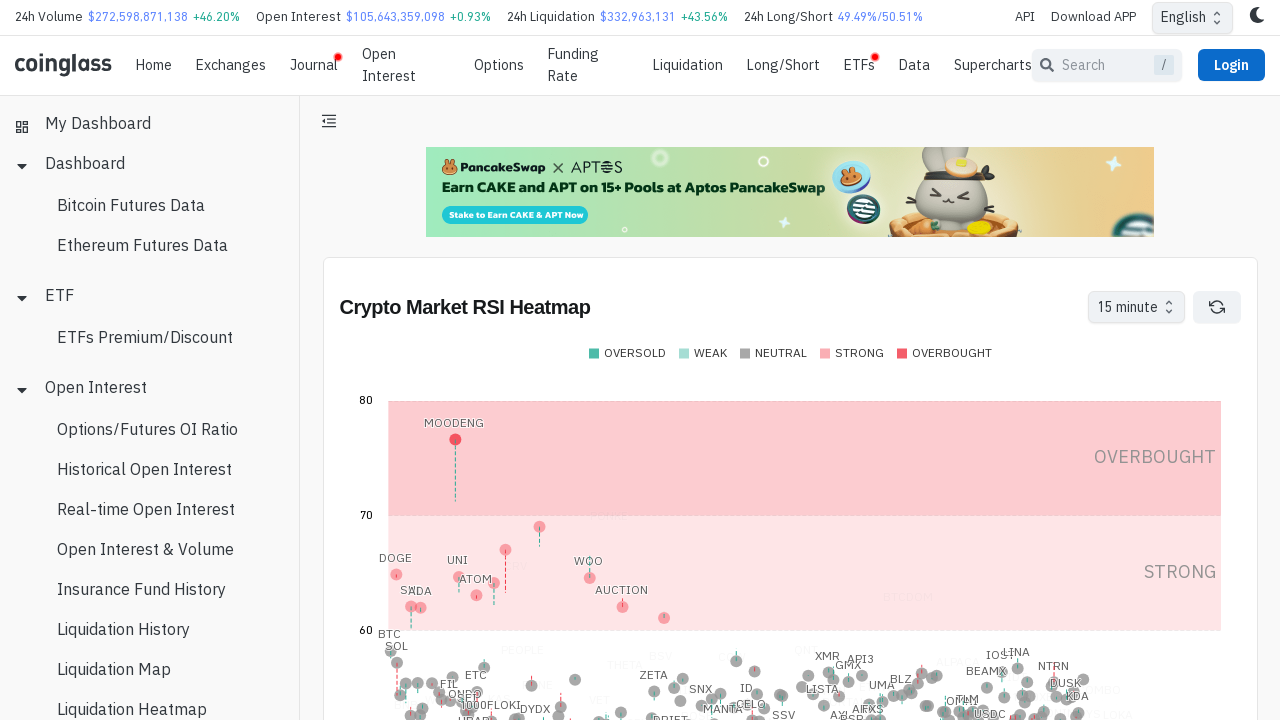 24h Volume $272,598,871,138 +46.20% Open Interest $105,643,359,098 +0.93% 24h Liquidation $332,963,131 +43.56% 24h Long/Short 49.49%/50.51% API Download APP English
coinglass Home Exchanges Journal Open Interest Options Funding Rate Liquidation Long/Short ETFs Data Supercharts Search / Login
My Dashboard
Dashboard
Bitcoin Futures Data
Ethereum Futures Data
ETF
ETFs Premium/Discount
Open Interest
Options/Futures OI Ratio
Historical Open Interest
Real-time Open Interest
Open Interest & Volume
Insurance Fund History
Liquidation History
Liquidation Map
Liquidation Heatmap
PancakeSwap × APTOS
Earn CAKE and APT on 15+ Pools at Aptos PancakeSwap
Stake to Earn CAKE & APT Now
Crypto Market RSI Heatmap 15 minute
OVERSOLD WEAK NEUTRAL STRONG OVERBOUGHT
80
MOODENG
OVERBOUGHT
70
DOGE UNI WOO
STRONG
ATOM
ADA AUCTION
60
BTC
SOL XMR API3 IOST LINA
GMX NTRN
ETC ZETA BLZ BEAMX
FIL SNX ID LISTA UMA DUSK
KDA
1000FLOKI
DYDX MANTA CELO SSV USDC